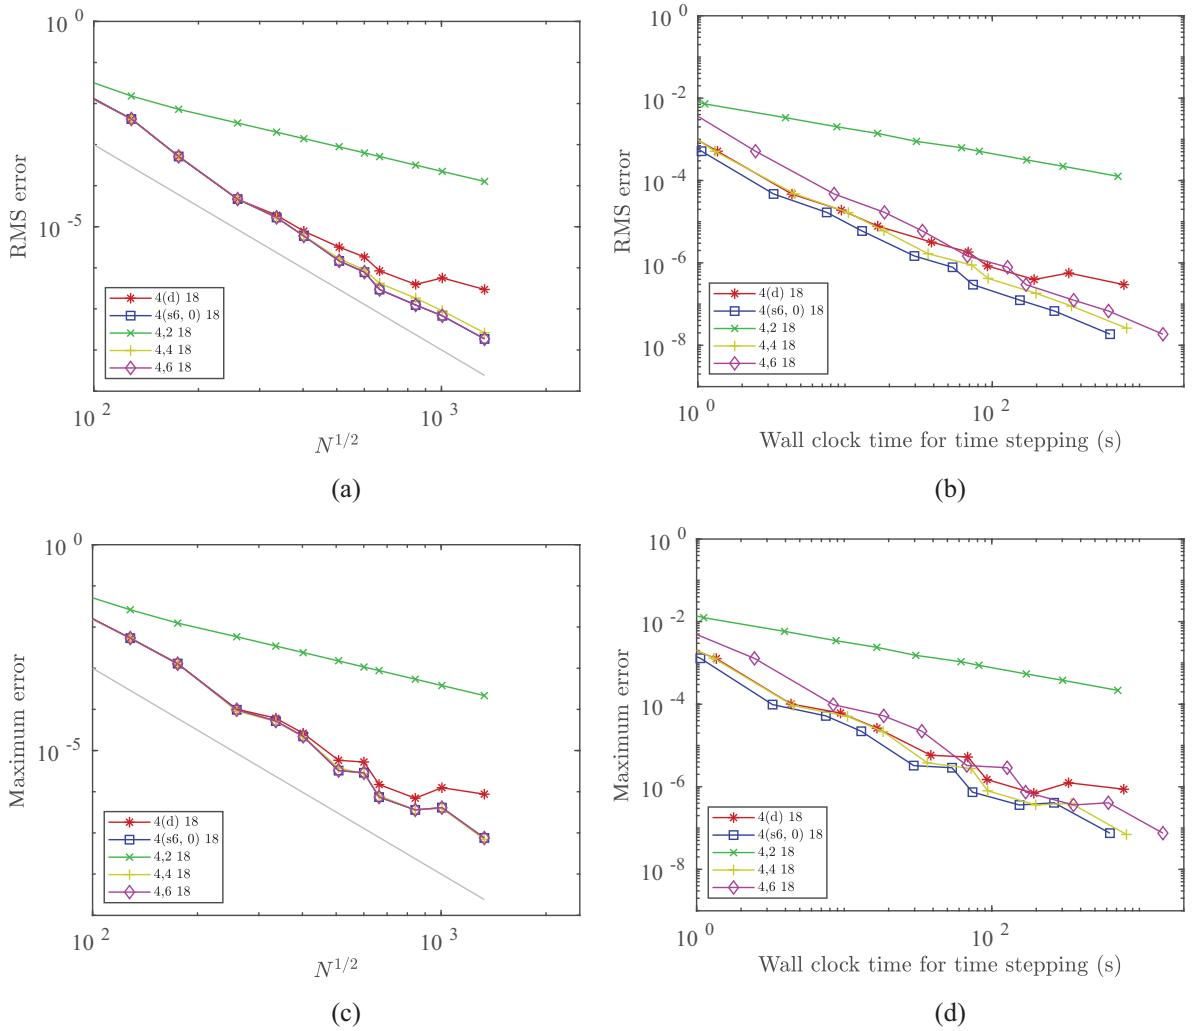 10 0
10 -5
10 2
10 3
RMS error
N1/2
4(d) 18
4(s6, 0) 18
4,2 18
4,4 18
4,6 18
(a)
10 0
10 -2
10 -4
10 -6
10 -8
10 0
10 2
RMS error
Wall clock time for time stepping (s)
4(d) 18
4(s6, 0) 18
4,2 18
4,4 18
4,6 18
(b)
10 0
10 -5
10 2
10 3
Maximum error
N1/2
4(d) 18
4(s6, 0) 18
4,2 18
4,4 18
4,6 18
(c)
10 0
10 -2
10 -4
10 -6
10 -8
10 0
10 2
Maximum error
Wall clock time for time stepping (s)
4(d) 18
4(s6, 0) 18
4,2 18
4,4 18
4,6 18
(d)